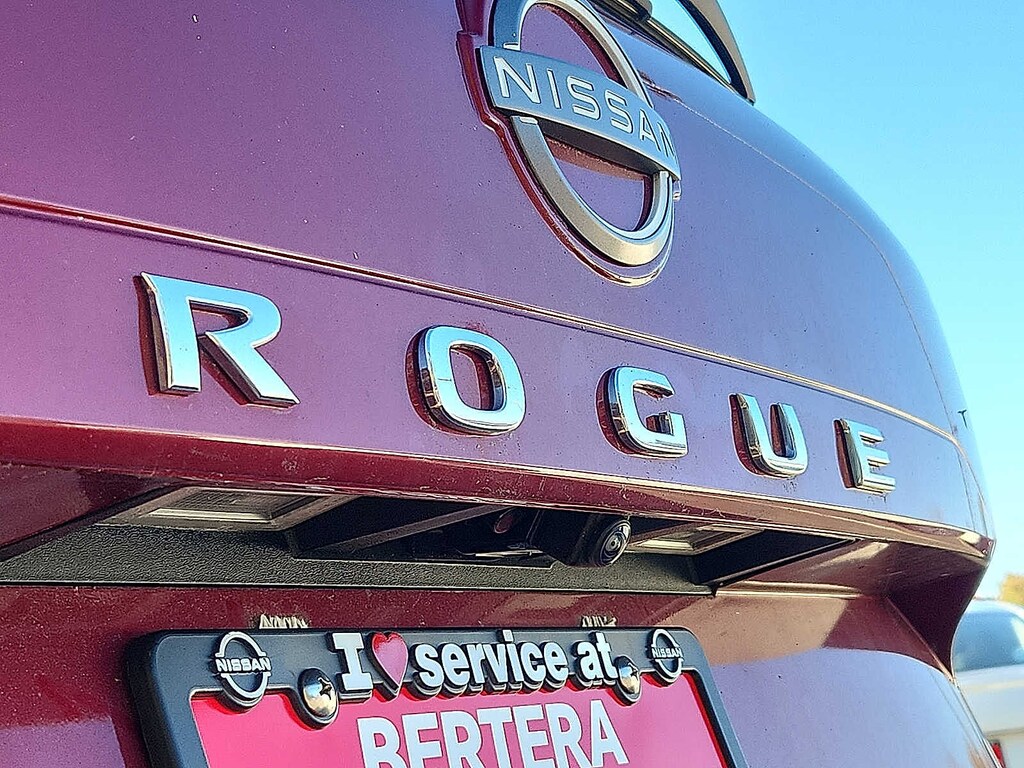 NISSAN
ROGUE
NISSAN I ❤ service at NISSAN
BERTERA